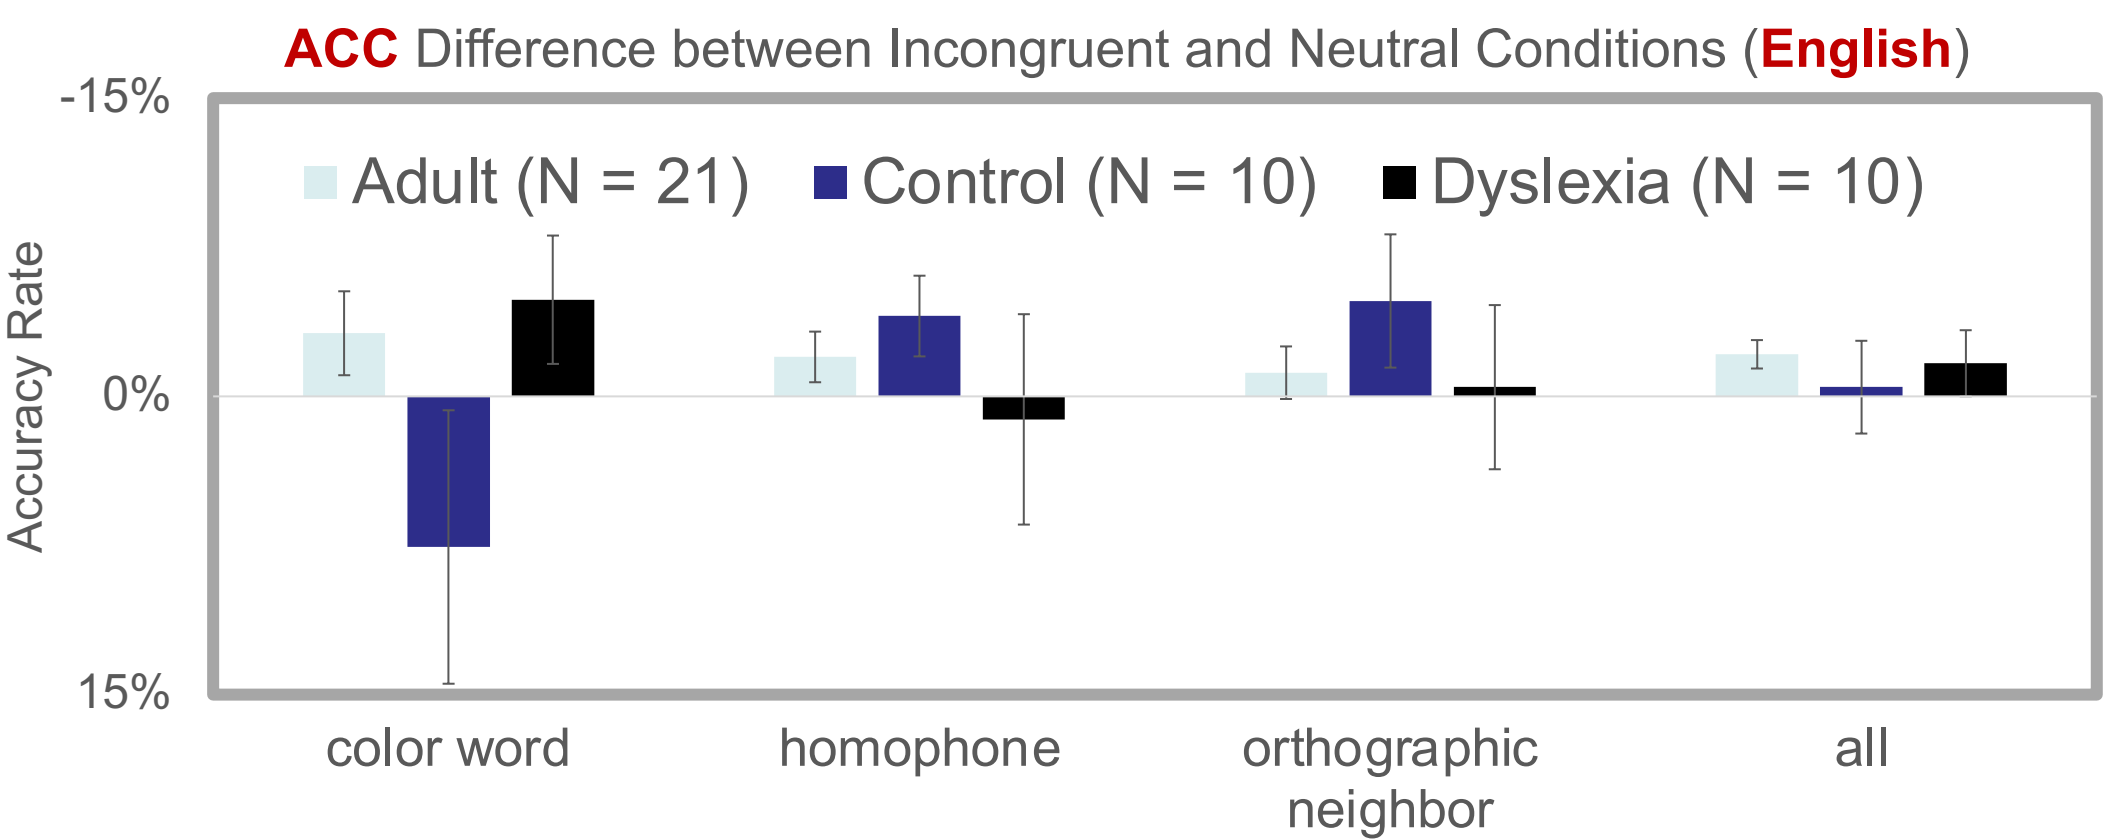 ACC Difference between Incongruent and Neutral Conditions (English)
-15%
Adult (N = 21)
Control (N = 10)
Dyslexia (N = 10)
Accuracy Rate
0%
15%
color word
homophone
orthographic
neighbor
all